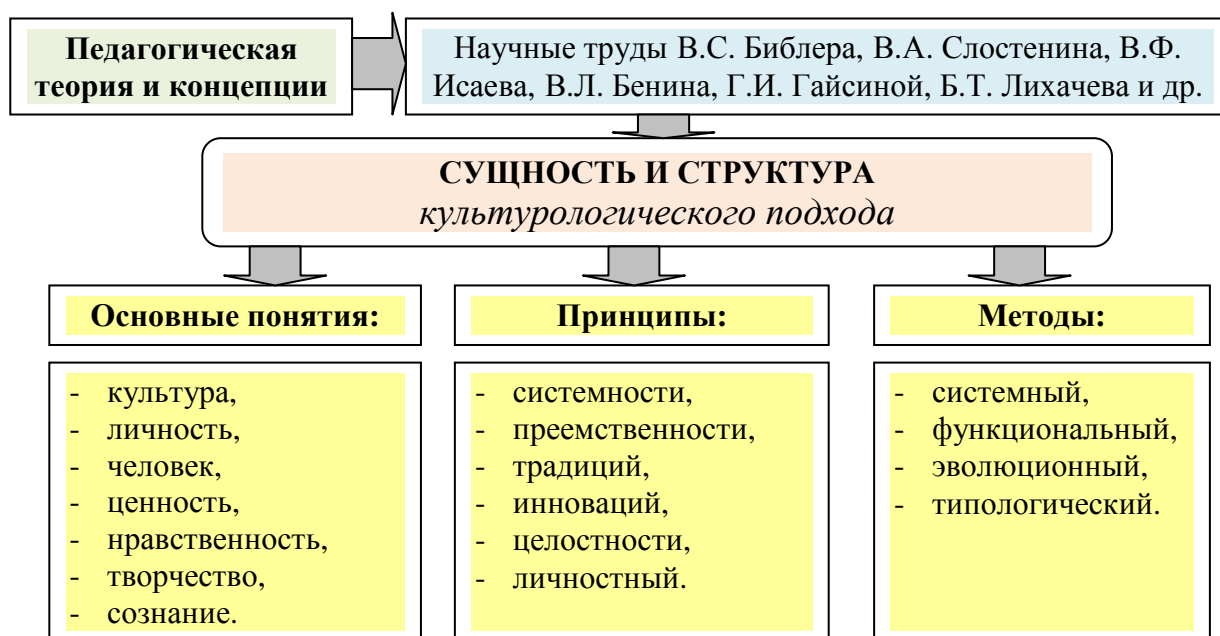 Педагогическая
теория и концепции
Научные труды В.С. Библера, В.А. Слостенина, В.Ф.
Исаева, В.Л. Бенина, Г.И. Гайсиной, Б.Т. Лихачева и др.
СУЩНОСТЬ И СТРУКТУРА
культурологического подхода
Основные понятия:
- культура,
- личность,
- человек,
- ценность,
- нравственность,
- творчество,
- сознание.
Принципы:
- системности,
- преемственности,
- традиций,
- инноваций,
- целостности,
- личностный.
Методы:
- системный,
- функциональный,
- эволюционный,
- типологический.